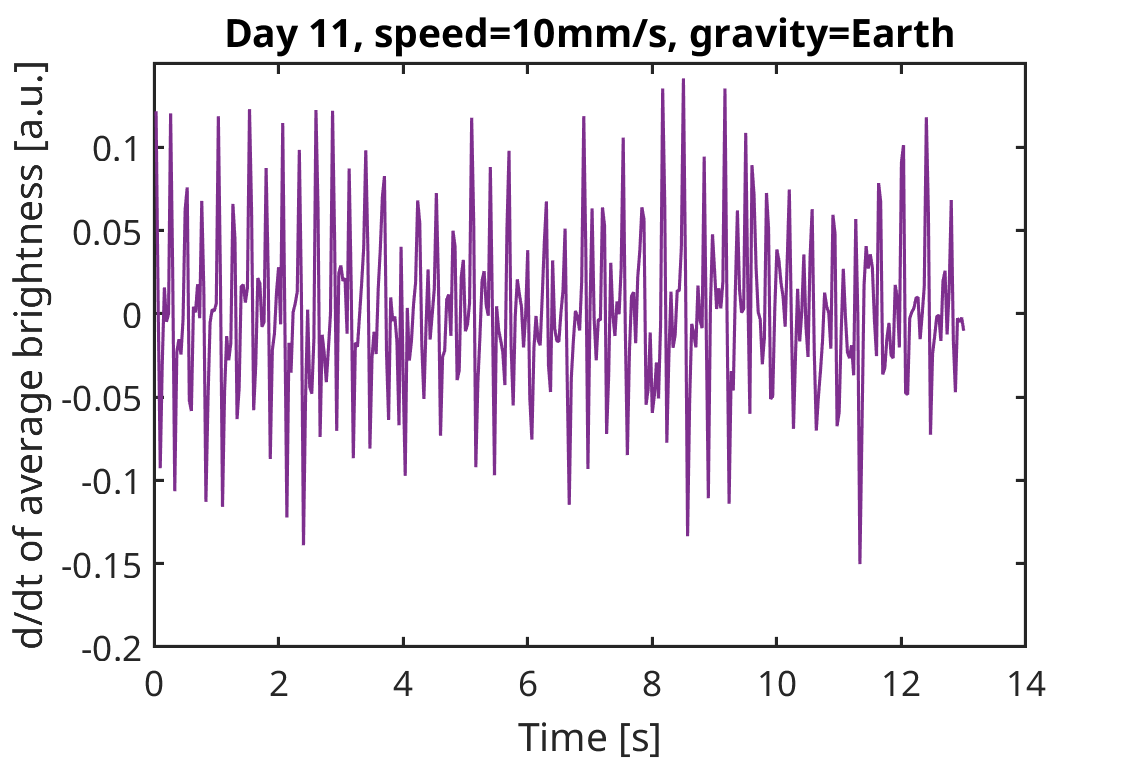 Day 11, speed=10mm/s, gravity=Earth
d/dt of average brightness [a.u.]
0.1
0.05
0
-0.05
-0.1
-0.15
-0.2
0 2 4 6 8 10 12 14
Time [s]